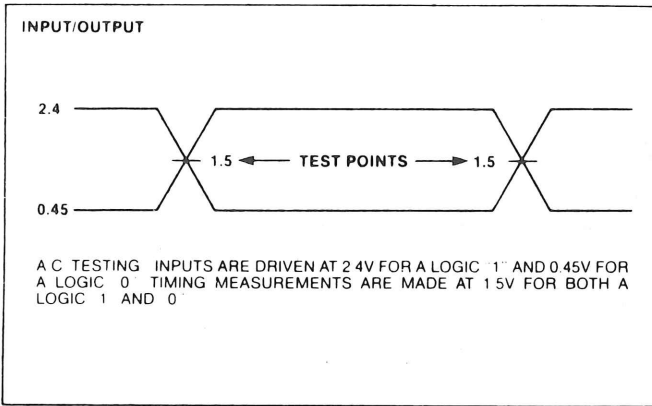 INPUT/OUTPUT
2.4
1.5 TEST POINTS 1.5
0.45
A C TESTING INPUTS ARE DRIVEN AT 2 4V FOR A LOGIC 1 AND 0.45V FOR
A LOGIC 0 TIMING MEASUREMENTS ARE MADE AT 1 5V FOR BOTH A
LOGIC 1 AND 0